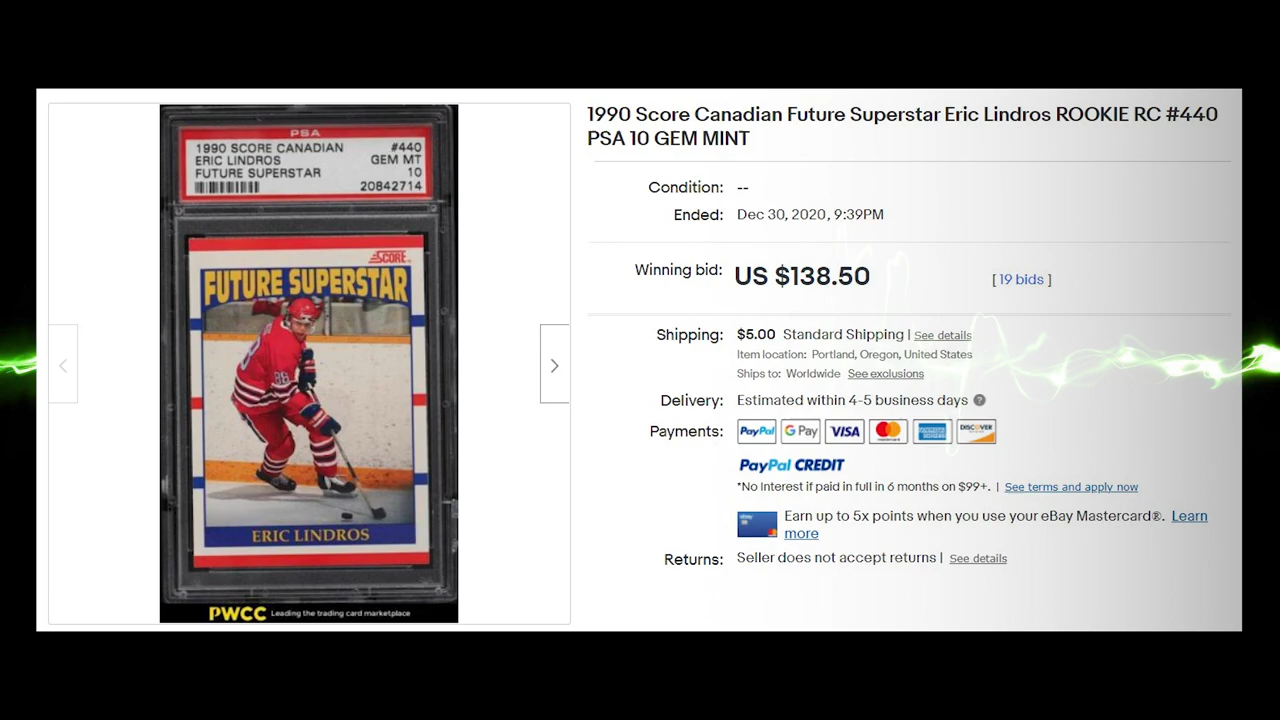 PSA
1990 SCORE CANADIAN #440
ERIC LINDROS GEM MT
FUTURE SUPERSTAR 10
20842714
SCORE
FUTURE SUPERSTAR
88
ERIC LINDROS
PWCC Leading the trading card marketplace
1990 Score Canadian Future Superstar Eric Lindros ROOKIE RC #440
PSA 10 GEM MINT
Condition: --
Ended: Dec 30, 2020, 9:39PM
Winning bid: US $138.50 [ 19 bids ]
Shipping: $5.00 Standard Shipping | See details
Item location: Portland, Oregon, United States
Ships to: Worldwide See exclusions
Delivery: Estimated within 4-5 business days ?
Payments: PayPal G Pay VISA mastercard AMERICAN EXPRESS DISCOVER
PayPal CREDIT
*No Interest if paid in full in 6 months on $99+. | See terms and apply now
ebay
Earn up to 5x points when you use your eBay Mastercard®. Learn
more
Returns: Seller does not accept returns | See details